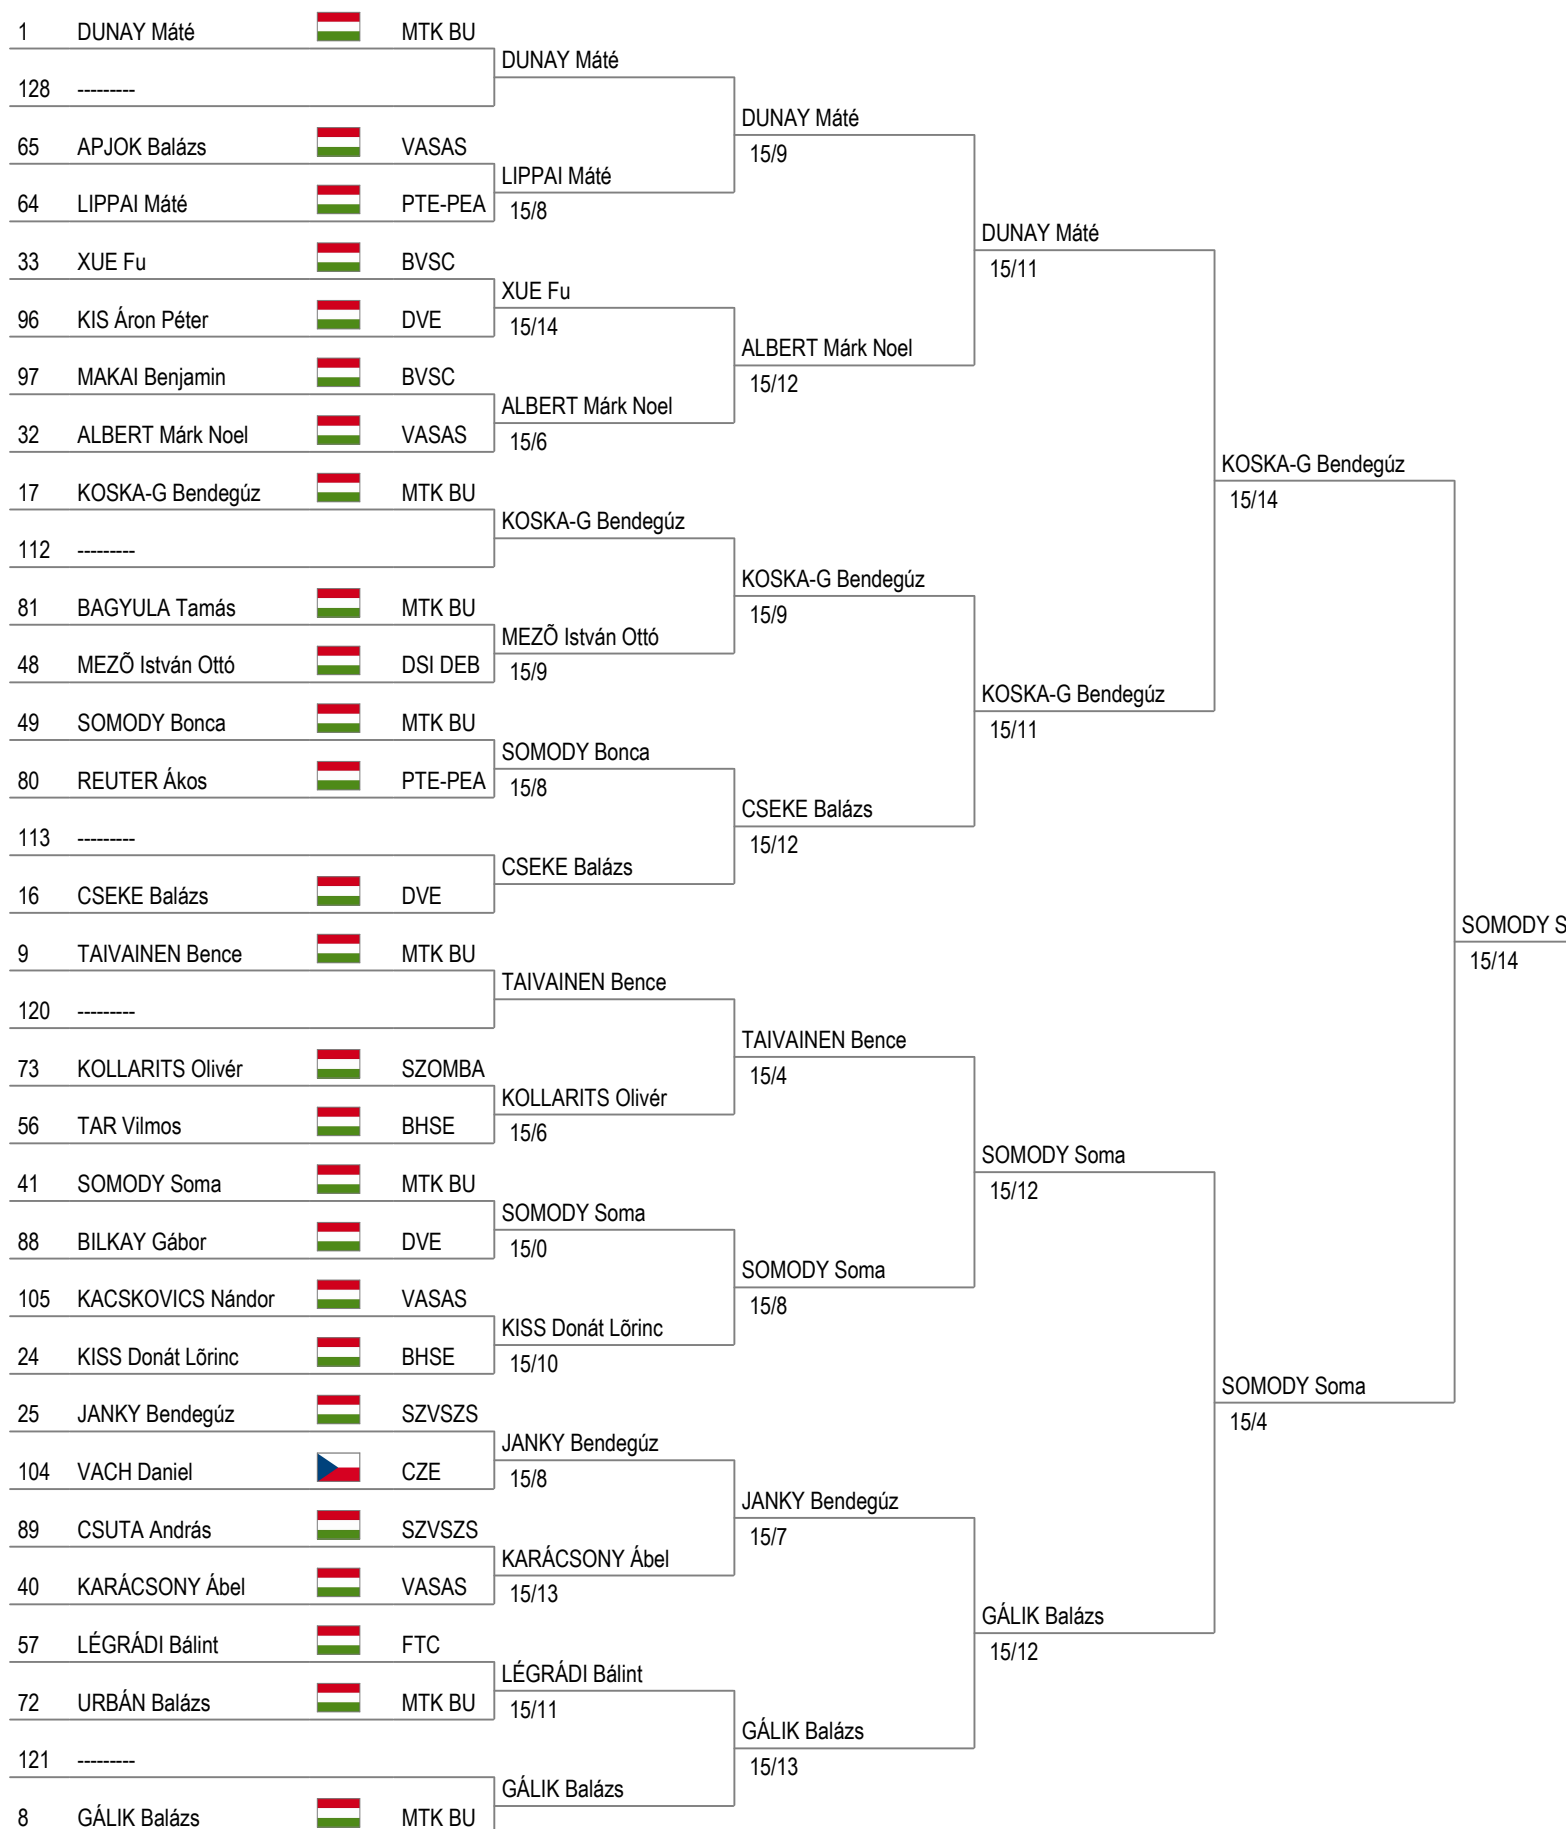 1 DUNAY Máté MTK BU
DUNAY Máté
128 ---------
DUNAY Máté
15/9
65 APJOK Balázs VASAS
LIPPAI Máté
15/8
64 LIPPAI Máté PTE-PEA
DUNAY Máté
15/11
33 XUE Fu BVSC
XUE Fu
15/14
96 KIS Áron Péter DVE
ALBERT Márk Noel
15/12
97 MAKAI Benjamin BVSC
ALBERT Márk Noel
15/6
32 ALBERT Márk Noel VASAS
KOSKA-G Bendegúz
15/14
17 KOSKA-G Bendegúz MTK BU
KOSKA-G Bendegúz
112 ---------
KOSKA-G Bendegúz
15/9
81 BAGYULA Tamás MTK BU
MEZÕ István Ottó
15/9
48 MEZÕ István Ottó DSI DEB
KOSKA-G Bendegúz
15/11
49 SOMODY Bonca MTK BU
SOMODY Bonca
15/8
80 REUTER Ákos PTE-PEA
CSEKE Balázs
15/12
113 ---------
CSEKE Balázs
16 CSEKE Balázs DVE
SOMODY S
15/14
9 TAIVAINEN Bence MTK BU
TAIVAINEN Bence
120 ---------
TAIVAINEN Bence
15/4
73 KOLLARITS Olivér SZOMBA
KOLLARITS Olivér
15/6
56 TAR Vilmos BHSE
SOMODY Soma
15/12
41 SOMODY Soma MTK BU
SOMODY Soma
15/0
88 BILKAY Gábor DVE
SOMODY Soma
15/8
105 KACSKOVICS Nándor VASAS
KISS Donát Lõrinc
15/10
24 KISS Donát Lõrinc BHSE
SOMODY Soma
15/4
25 JANKY Bendegúz SZVSZS
JANKY Bendegúz
15/8
104 VACH Daniel CZE
JANKY Bendegúz
15/7
89 CSUTA András SZVSZS
KARÁCSONY Ábel
15/13
40 KARÁCSONY Ábel VASAS
GÁLIK Balázs
15/12
57 LÉGRÁDI Bálint FTC
LÉGRÁDI Bálint
15/11
72 URBÁN Balázs MTK BU
GÁLIK Balázs
15/13
121 ---------
GÁLIK Balázs
8 GÁLIK Balázs MTK BU